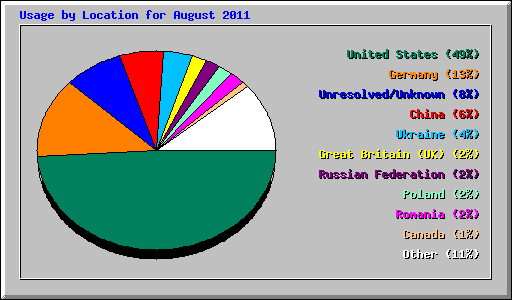 Usage by Location for August 2011
United States (49%)
Germany (13%)
Unresolved/Unknown (8%)
China (6%)
Ukraine (4%)
Great Britain (UK) (2%)
Russian Federation (2%)
Poland (2%)
Romania (2%)
Canada (1%)
Other (11%)